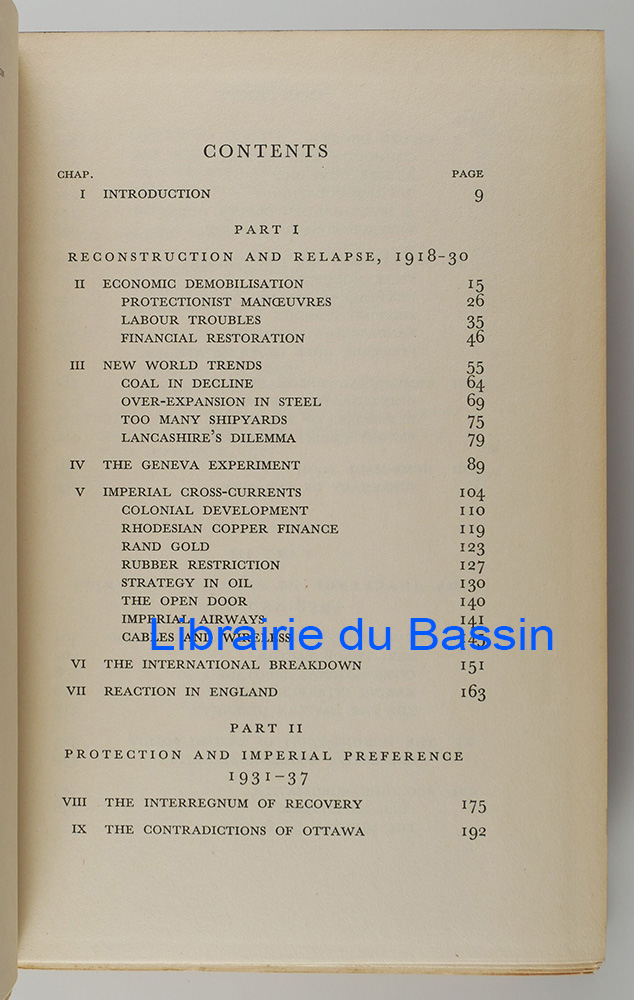 CONTENTS
CHAP. PAGE
I INTRODUCTION 9
PART I
RECONSTRUCTION AND RELAPSE, 1918-30
II ECONOMIC DEMOBILISATION 15
PROTECTIONIST MANŒUVRES 26
LABOUR TROUBLES 35
FINANCIAL RESTORATION 46
III NEW WORLD TRENDS 55
COAL IN DECLINE 64
OVER-EXPANSION IN STEEL 69
TOO MANY SHIPYARDS 75
LANCASHIRE'S DILEMMA 79
IV THE GENEVA EXPERIMENT 89
V IMPERIAL CROSS-CURRENTS 104
COLONIAL DEVELOPMENT 110
RHODESIAN COPPER FINANCE 119
RAND GOLD 123
RUBBER RESTRICTION 127
STRATEGY IN OIL 130
THE OPEN DOOR 140
IMPERIAL AIRWAYS 141
Librairie du Bassin
CABLES AND WIRELESS 145
VI THE INTERNATIONAL BREAKDOWN 151
VII REACTION IN ENGLAND 163
PART II
PROTECTION AND IMPERIAL PREFERENCE
1931-37
VIII THE INTERREGNUM OF RECOVERY 175
IX THE CONTRADICTIONS OF OTTAWA 192